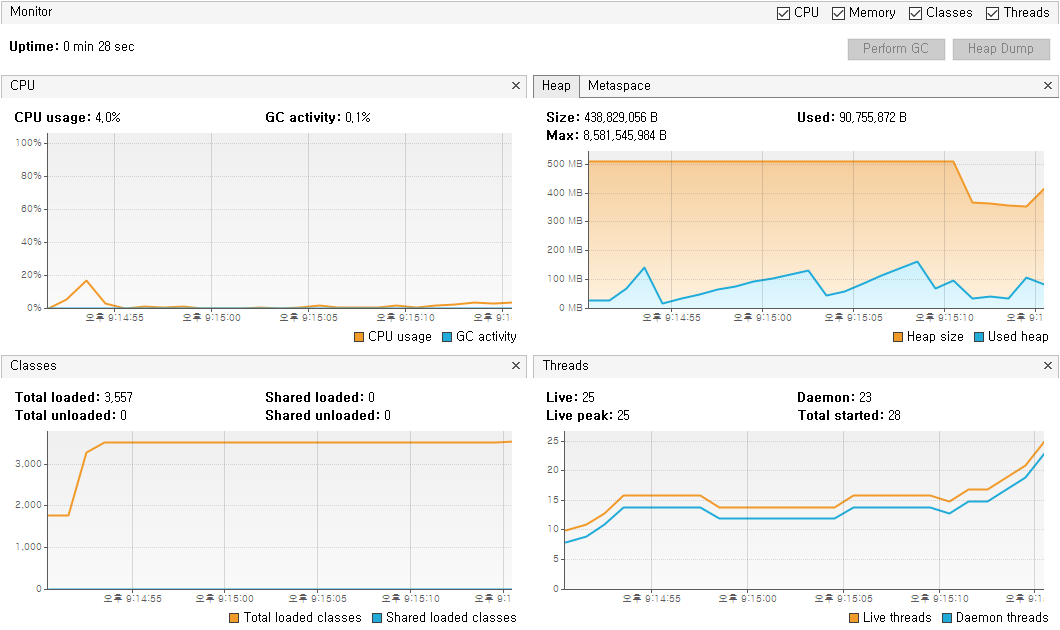 Monitor
CPU Memory Classes Threads
Uptime: 0 min 28 sec
Perform GC Heap Dump
CPU ×
CPU usage: 4,0% GC activity: 0,1%
100%
80%
60%
40%
20%
0%
오후 9:14:55 오후 9:15:00 오후 9:15:05 오후 9:15:10 오후 9:1
CPU usage GC activity
Heap Metaspace ×
Size: 438,829,056 B Used: 90,755,872 B
Max: 8,581,545,984 B
500 MB
400 MB
300 MB
200 MB
100 MB
0 MB
오후 9:14:55 오후 9:15:00 오후 9:15:05 오후 9:15:10 오후 9:1
Heap size Used heap
Classes ×
Total loaded: 3,557 Shared loaded: 0
Total unloaded: 0 Shared unloaded: 0
3,000
2,000
1,000
0
오후 9:14:55 오후 9:15:00 오후 9:15:05 오후 9:15:10 오후 9:1
Total loaded classes Shared loaded classes
Threads ×
Live: 25 Daemon: 23
Live peak: 25 Total started: 28
25
20
15
10
5
0
오후 9:14:55 오후 9:15:00 오후 9:15:05 오후 9:15:10 오후 9:1
Live threads Daemon threads